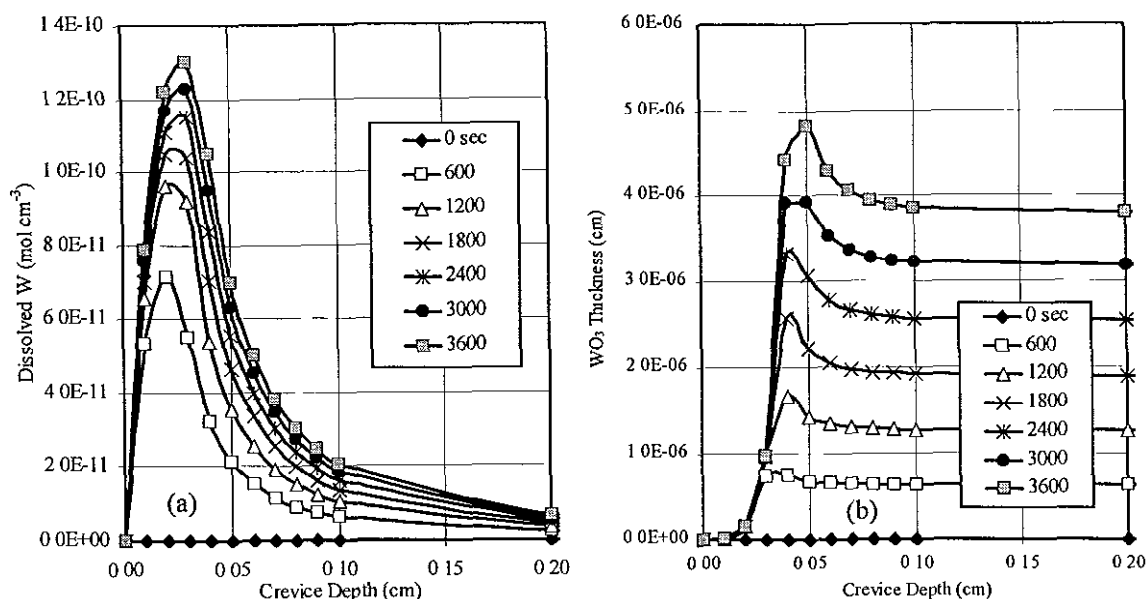 1 4E-10
1 2E-10
1 0E-10
8 0E-11
6 0E-11
4 0E-11
2 0E-11
0 0E+00
Dissolved W (mol cm⁻³)
0 sec
600
1200
1800
2400
3000
3600
(a)
0 00 0 05 0 10 0 15 0 20
Crevice Depth (cm)
6 0E-06
5 0E-06
4 0E-06
3 0E-06
2 0E-06
1 0E-06
0 0E+00
WO₃ Thickness (cm)
0 sec
600
1200
1800
2400
3000
3600
(b)
0 00 0 05 0 10 0 15 0 20
Crevice Depth (cm)